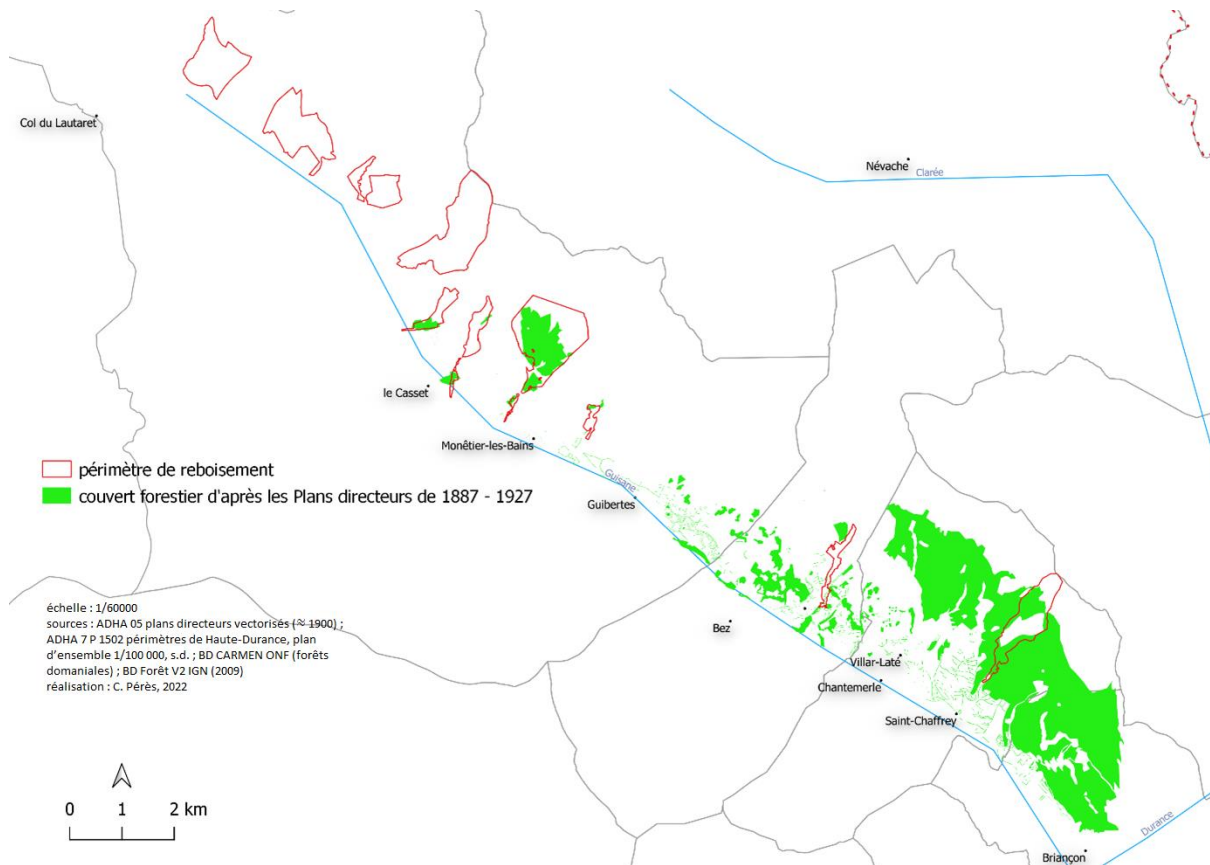 Col du Lautaret
Névache
Clarée
le Casset
Monêtier-les-Bains
périmètre de reboisement
couvert forestier d'après les Plans directeurs de 1887 - 1927
Guisane
Guibertes
échelle : 1/60000
sources : ADHA 05 plans directeurs vectorisés (≈ 1900) ;
ADHA 7 P 1502 périmètres de Haute-Durance, plan
d'ensemble 1/100 000, s.d. ; BD CARMEN ONF (forêts
domaniales) ; BD Forêt V2 IGN (2009)
réalisation : C. Pérès, 2022
Bez
Villar-Laté
Chantemerle
Saint-Chaffrey
0 1 2 km
Durance
Briançon